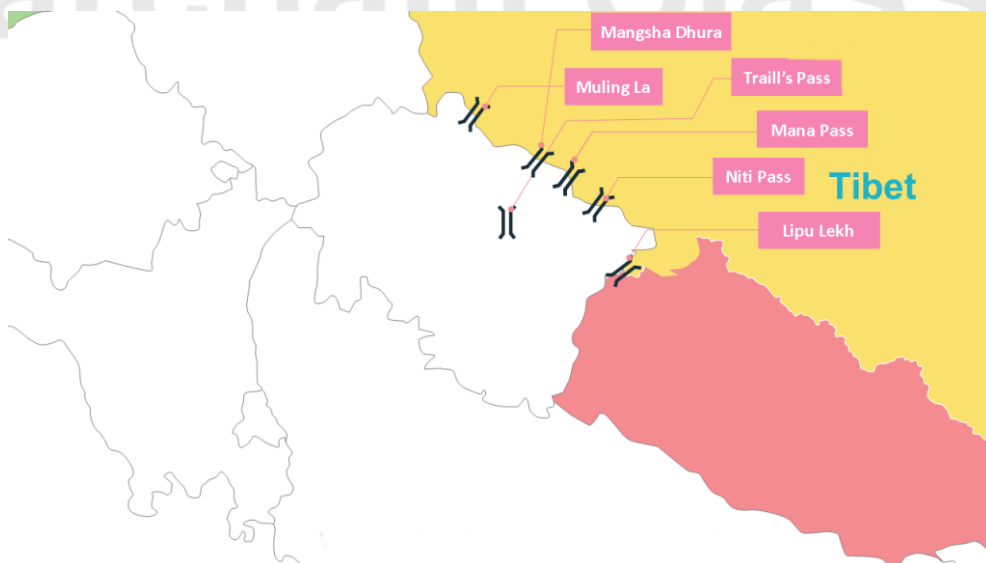 Mangsha Dhura
Traill's Pass
Muling La
Mana Pass
Niti Pass
Tibet
Lipu Lekh